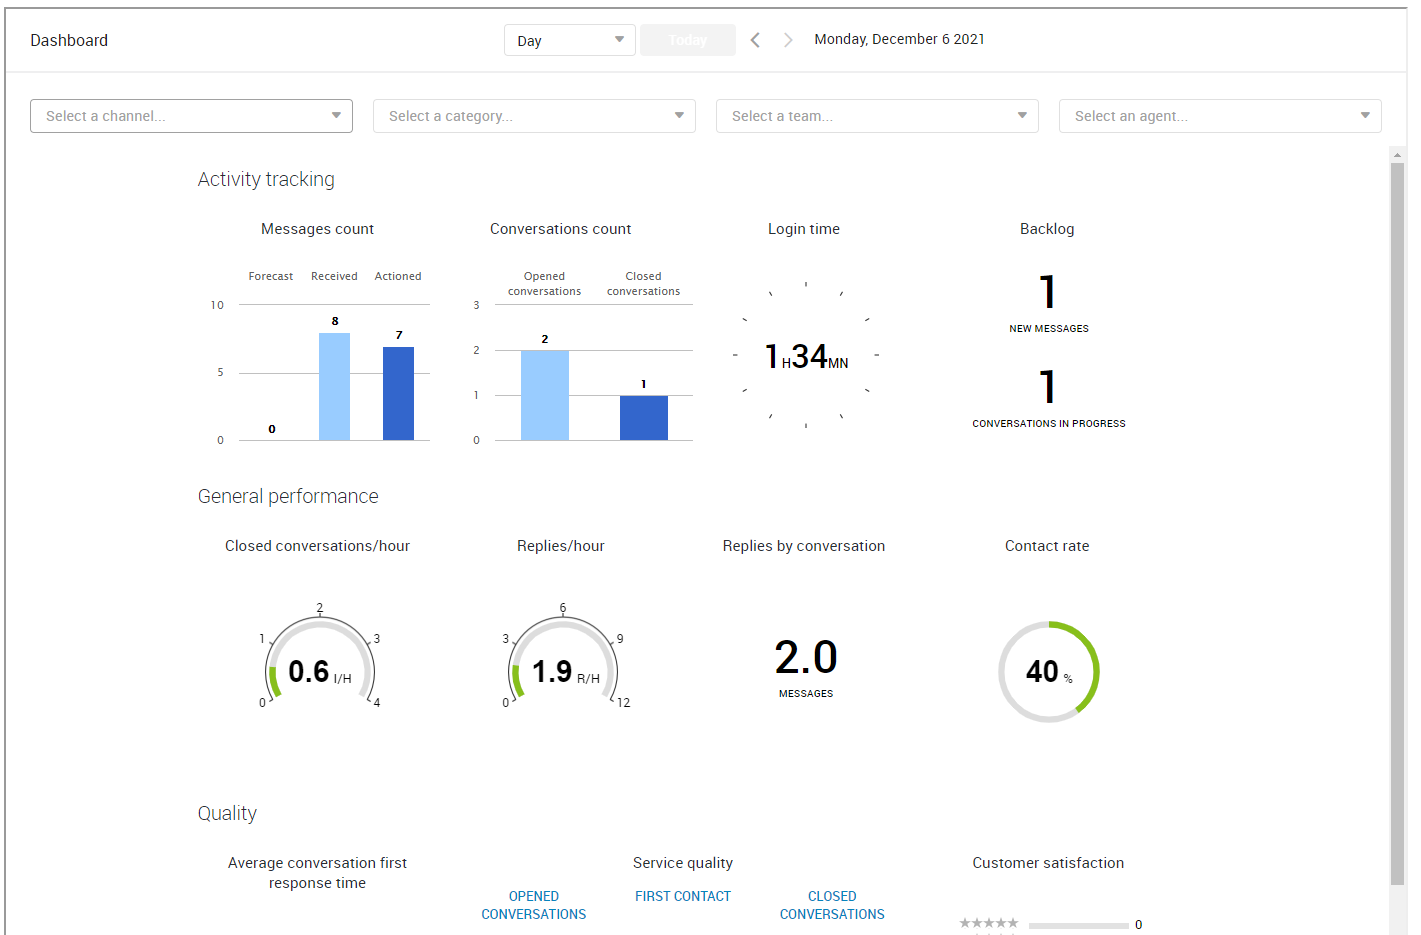 Dashboard
Day
Today
Monday, December 6 2021
Select a channel...
Select a category...
Select a team...
Select an agent...
Activity tracking
Messages count
Forecast Received Actioned
10
5
0
0
8
7
Conversations count
Opened conversations
Closed conversations
3
2
1
0
2
1
Login time
1H34MN
Backlog
1
NEW MESSAGES
1
CONVERSATIONS IN PROGRESS
General performance
Closed conversations/hour
0
1
2
3
4
0.6 I/H
Replies/hour
0
3
6
9
12
1.9 R/H
Replies by conversation
2.0
MESSAGES
Contact rate
40 %
Quality
Average conversation first
response time
Service quality
OPENED
CONVERSATIONS
FIRST CONTACT
CLOSED
CONVERSATIONS
Customer satisfaction
0